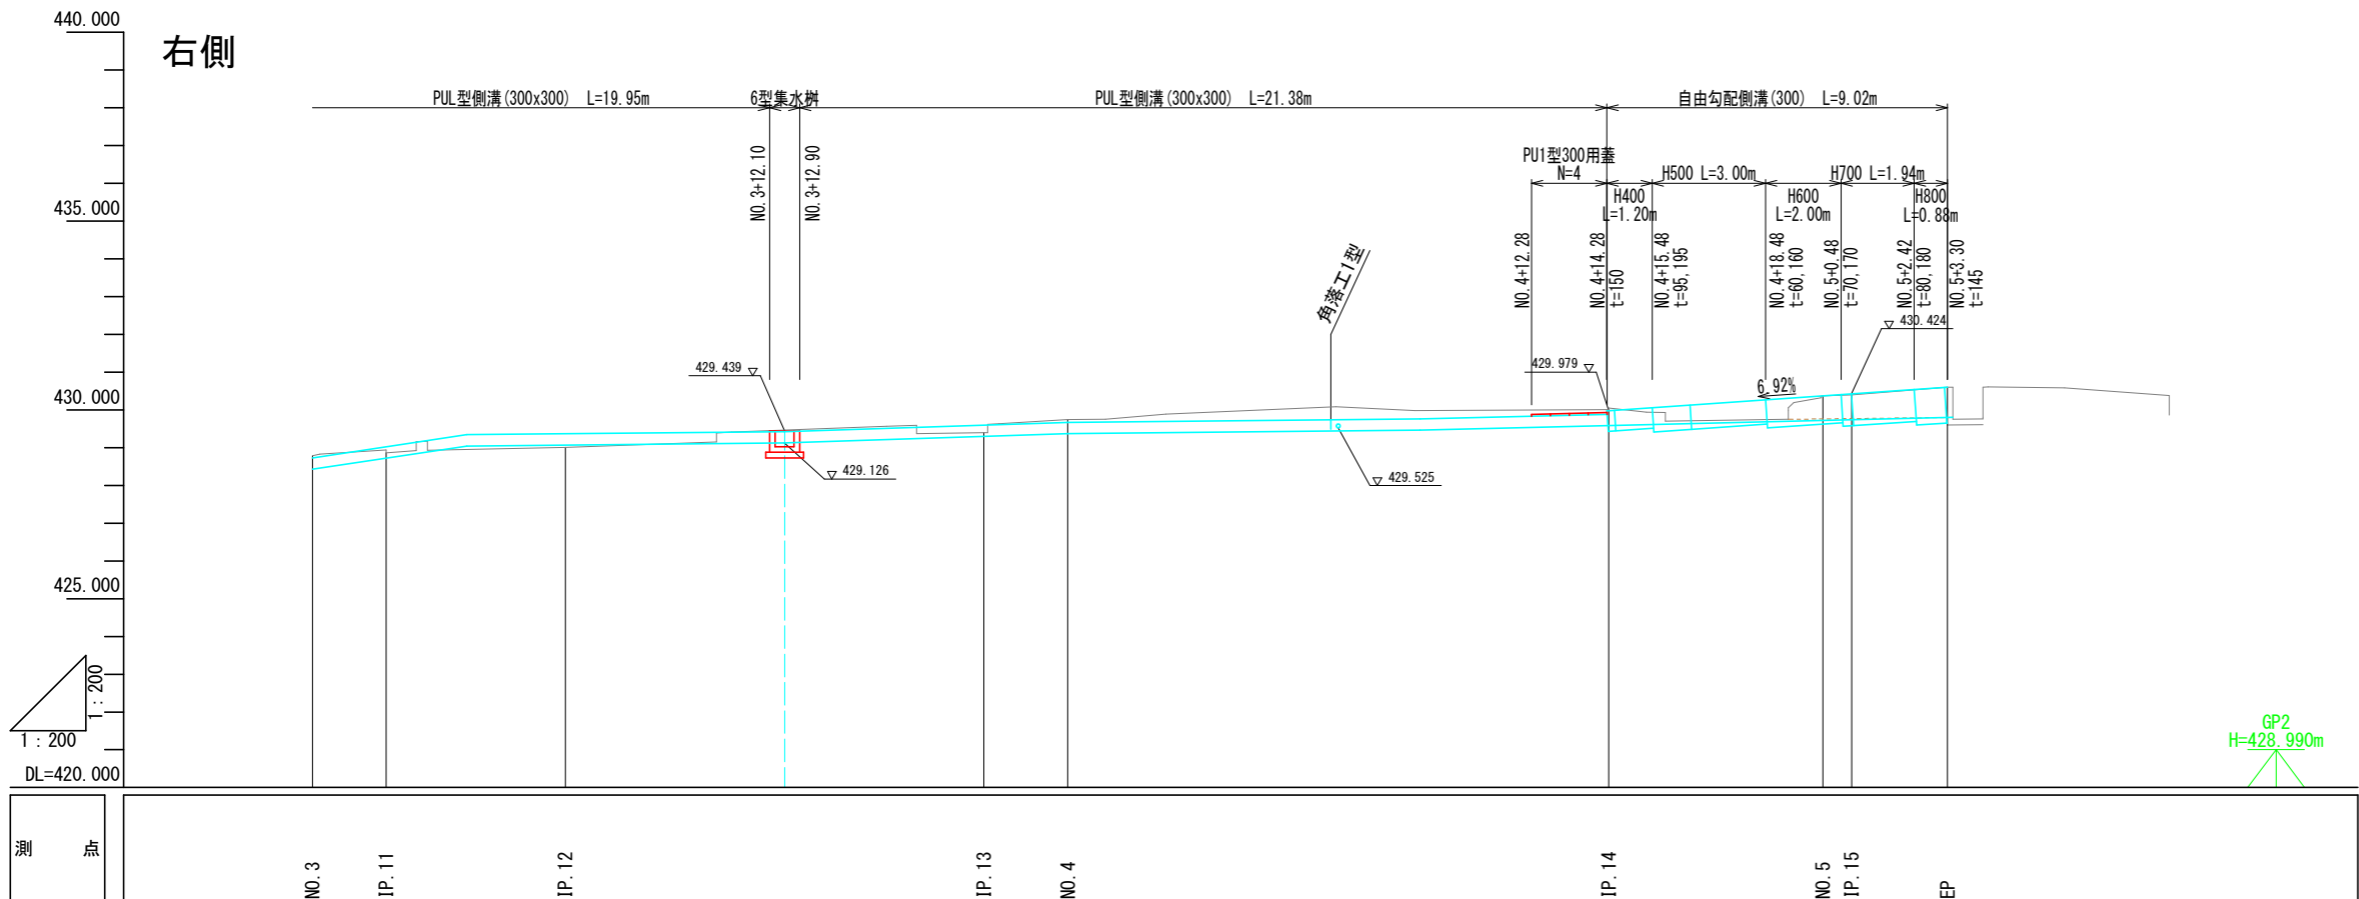 440.000
右側
PUL型側溝(300x300) L=19.95m
6型集水桝
PUL型側溝(300x300) L=21.38m
自由勾配側溝(300) L=9.02m
NO.3+12.10
NO.3+12.90
PU1型300用蓋
N=4
H400
L=1.20m
H500 L=3.00m
H600
L=2.00m
H700 L=1.94m
H800
L=0.88m
435.000
NO.4+12.28
NO.4+14.28
t=150
NO.4+15.48
t=95,195
NO.4+18.48
t=60,160
NO.5+0.48
t=70,170
NO.5+2.42
t=80,180
NO.5+3.30
t=145
角落工1型
430.424
429.439
429.979
6.92%
430.000
429.126
429.525
425.000
1：200
1：200
GP2
H=428.990m
DL=420.000
測 点
NO.3
IP.11
IP.12
IP.13
NO.4
IP.14
NO.5
IP.15
EP